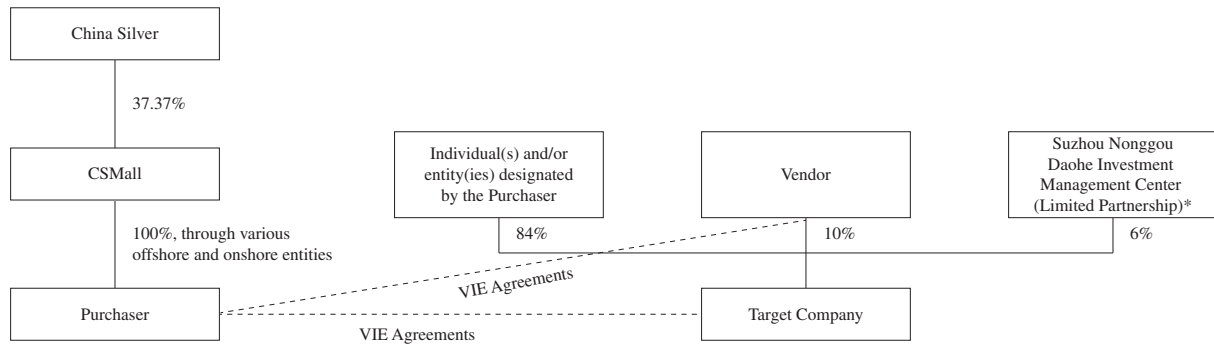 China Silver
37.37%
CSMall
100%, through various
offshore and onshore entities
Purchaser
Individual(s) and/or
entity(ies) designated
by the Purchaser
84%
Vendor
10%
Suzhou Nonggou
Daohe Investment
Management Center
(Limited Partnership)*
6%
VIE Agreements
VIE Agreements
Target Company